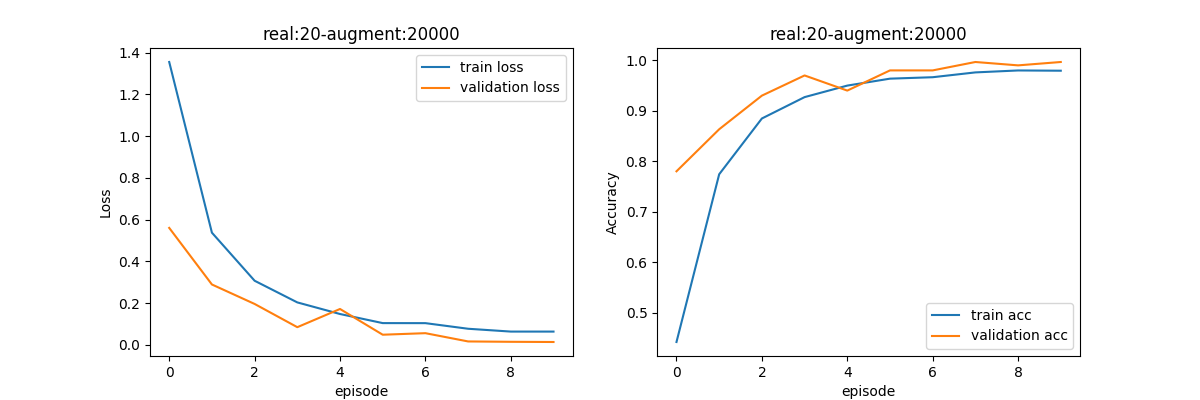 real:20-augment:20000
train loss
validation loss
1.4
1.2
1.0
0.8
0.6
0.4
0.2
0.0
Loss
0 2 4 6 8
episode
real:20-augment:20000
1.0
0.9
0.8
0.7
0.6
0.5
Accuracy
train acc
validation acc
0 2 4 6 8
episode